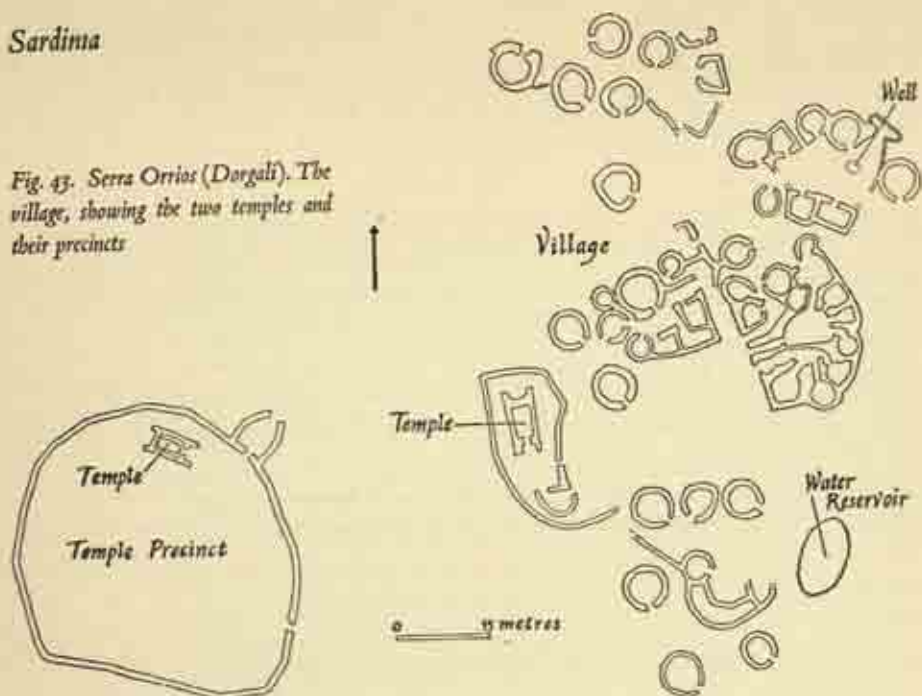 Sardinia
Fig. 43. Serra Orrios (Dorgali). The
village, showing the two temples and
their precincts
Well
Village
Temple
Temple
Temple Precinct
Water
Reservoir
0 15 metres